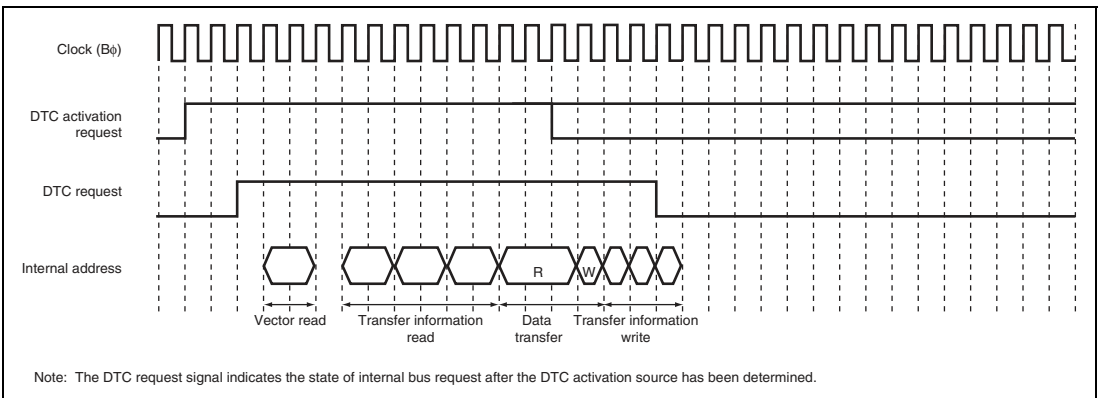 Clock (Bφ)
DTC activation
request
DTC request
Internal address
R
W
Vector read
Transfer information
read
Data
transfer
Transfer information
write
Note: The DTC request signal indicates the state of internal bus request after the DTC activation source has been determined.